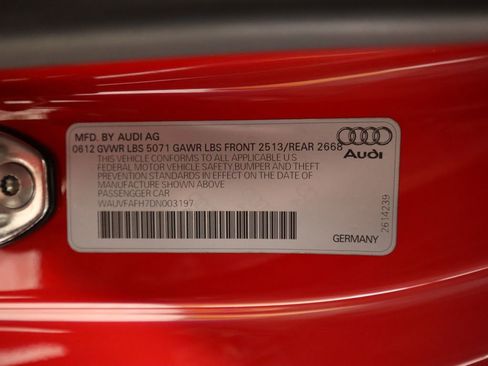 MFD. BY AUDI AG
0612 GVWR LBS 5071 GAWR LBS FRONT 2513/REAR 2668
THIS VEHICLE CONFORMS TO ALL APPLICABLE U.S
FEDERAL MOTOR VEHICLE SAFETY BUMPER AND THEFT
PREVENTION STANDARDS IN EFFECT ON THE DATE OF
MANUFACTURE SHOWN ABOVE
PASSENGGER CAR
WAUVFAFH7DN003197
Audi
2614239
GERMANY